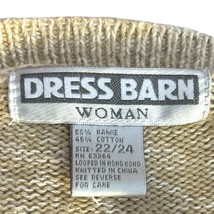 DRESS BARN
WOMAN
55% RAMIE
45% COTTON
SIZE: 22/24
RN 63364
LOOPED IN HONG KONG
KNITTED IN CHINA
SEE REVERSE
FOR CARE